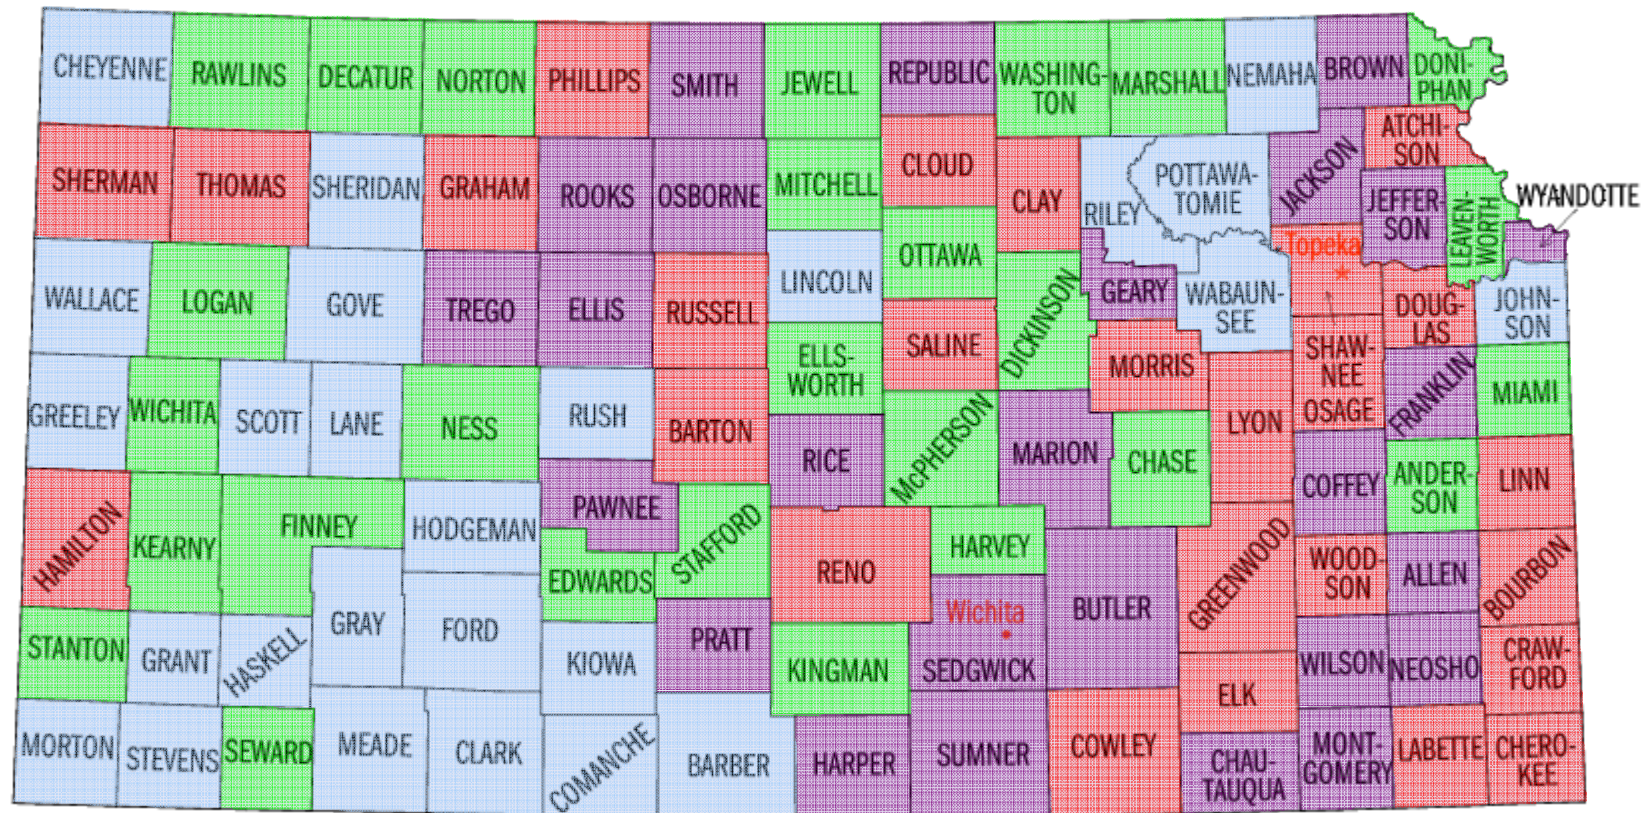 CHEYENNE
RAWLINS
DECATUR
NORTON
PHILLIPS
SMITH
JEWELL
REPUBLIC
WASHING-
TON
MARSHALL
NEMAHA
BROWN
DONI-
PHAN
SHERMAN
THOMAS
SHERIDAN
GRAHAM
ROOKS
OSBORNE
MITCHELL
CLOUD
CLAY
RILEY
POTTAWA-
TOMIE
JACKSON
ATCHI-
SON
JEFFER-
SON
LEAVEN-
WORTH
WYANDOTTE
WALLACE
LOGAN
GOVE
TREGO
ELLIS
RUSSELL
LINCOLN
OTTAWA
SALINE
DICKINSON
GEARY
WABAUN-
SEE
Topeka
SHAW-
NEE
DOUG-
LAS
JOHN-
SON
GREELEY
WICHITA
SCOTT
LANE
NESS
RUSH
BARTON
ELLS-
WORTH
RICE
McPHERSON
MARION
MORRIS
CHASE
LYON
OSAGE
FRANKLIN
MIAMI
HAMILTON
KEARNY
FINNEY
HODGEMAN
PAWNEE
EDWARDS
STAFFORD
RENO
HARVEY
BUTLER
GREENWOOD
COFFEY
ANDER-
SON
LINN
WOOD-
SON
ALLEN
BOURBON
STANTON
GRANT
HASKELL
GRAY
FORD
KIOWA
PRATT
KINGMAN
Wichita
SEDGWICK
ELK
WILSON
NEOSHO
CRAW-
FORD
MORTON
STEVENS
SEWARD
MEADE
CLARK
COMANCHE
BARBER
HARPER
SUMNER
COWLEY
CHAU-
TAUQUA
MONT-
GOMERY
LABETTE
CHERO-
KEE